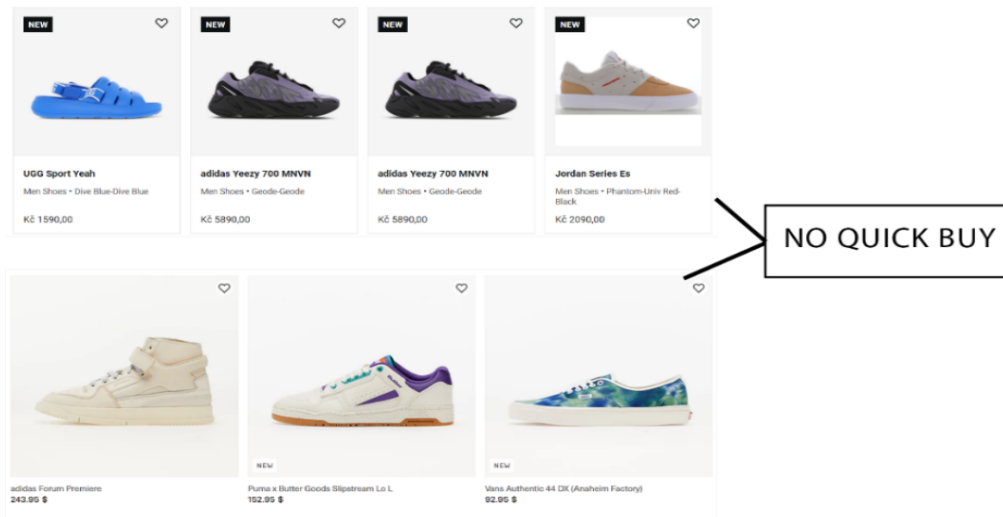 NEW
NEW
NEW
NEW
UGG Sport Yeah
Men Shoes • Dive Blue-Dive Blue
Kč 1590,00
adidas Yeezy 700 MNVN
Men Shoes • Geode-Geode
Kč 5890,00
adidas Yeezy 700 MNVN
Men Shoes • Geode-Geode
Kč 5890,00
Jordan Series Es
Men Shoes • Phantom-Univ Red-
Black
Kč 2090,00
NO QUICK BUY
adidas Forum Premiere
243.95 $
NEW
Puma x Butter Goods Slipstream Lo L
152.95 $
NEW
Vans Authentic 44 DX (Anaheim Factory)
92.95 $